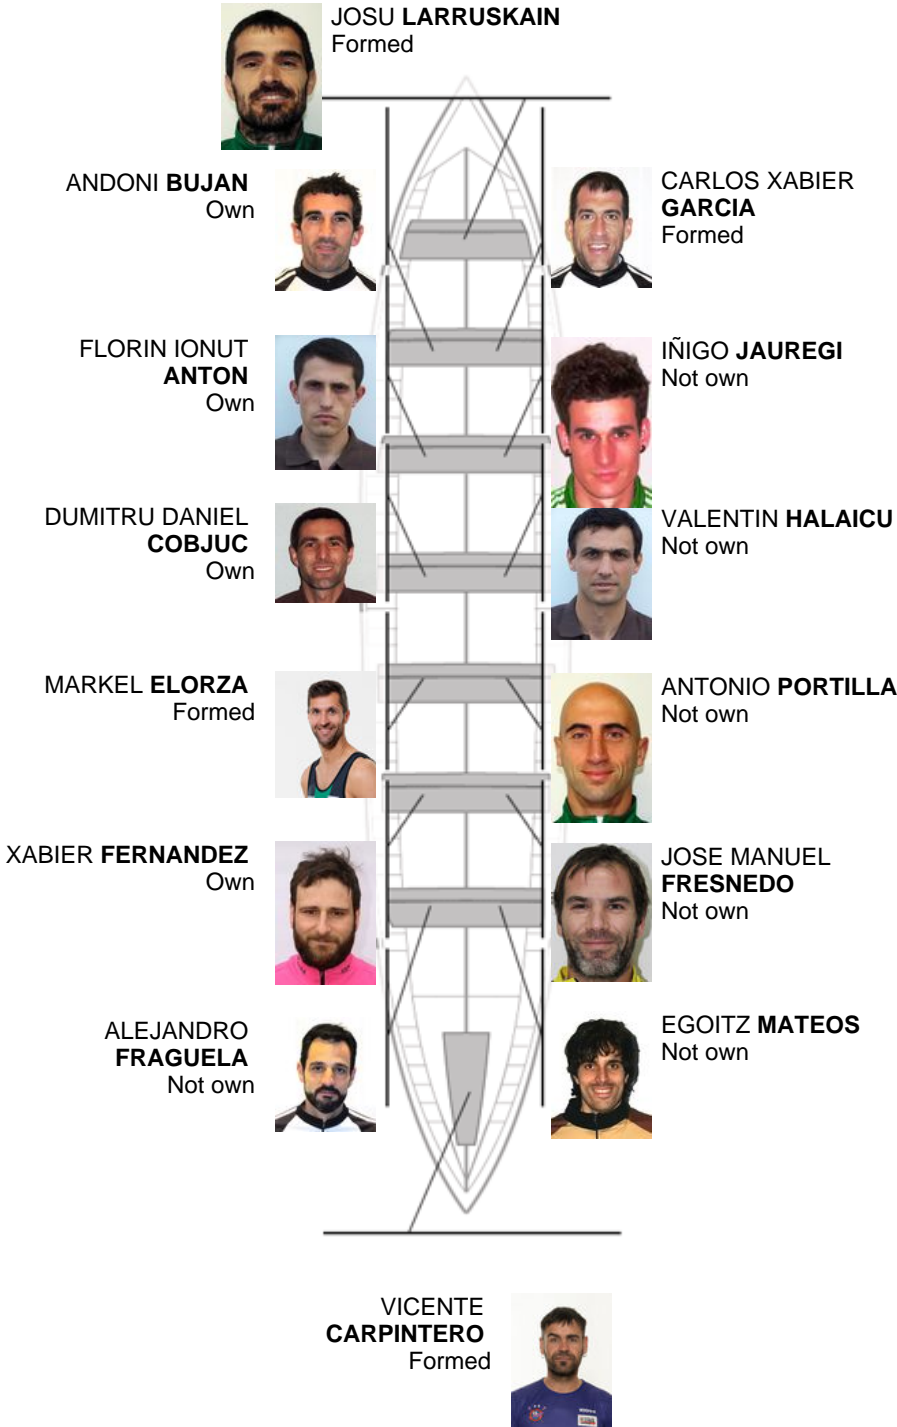 JOSU LARRUSKAIN
Formed
ANDONI BUJAN
Own
CARLOS XABIER
GARCIA
Formed
FLORIN IONUT
ANTON
Own
IÑIGO JAUREGI
Not own
DUMITRU DANIEL
COBJUC
Own
VALENTIN HALAICU
Not own
MARKEL ELORZA
Formed
ANTONIO PORTILLA
Not own
XABIER FERNANDEZ
Own
JOSE MANUEL
FRESNEDO
Not own
ALEJANDRO
FRAGUELA
Not own
EGOITZ MATEOS
Not own
VICENTE
CARPINTERO
Formed